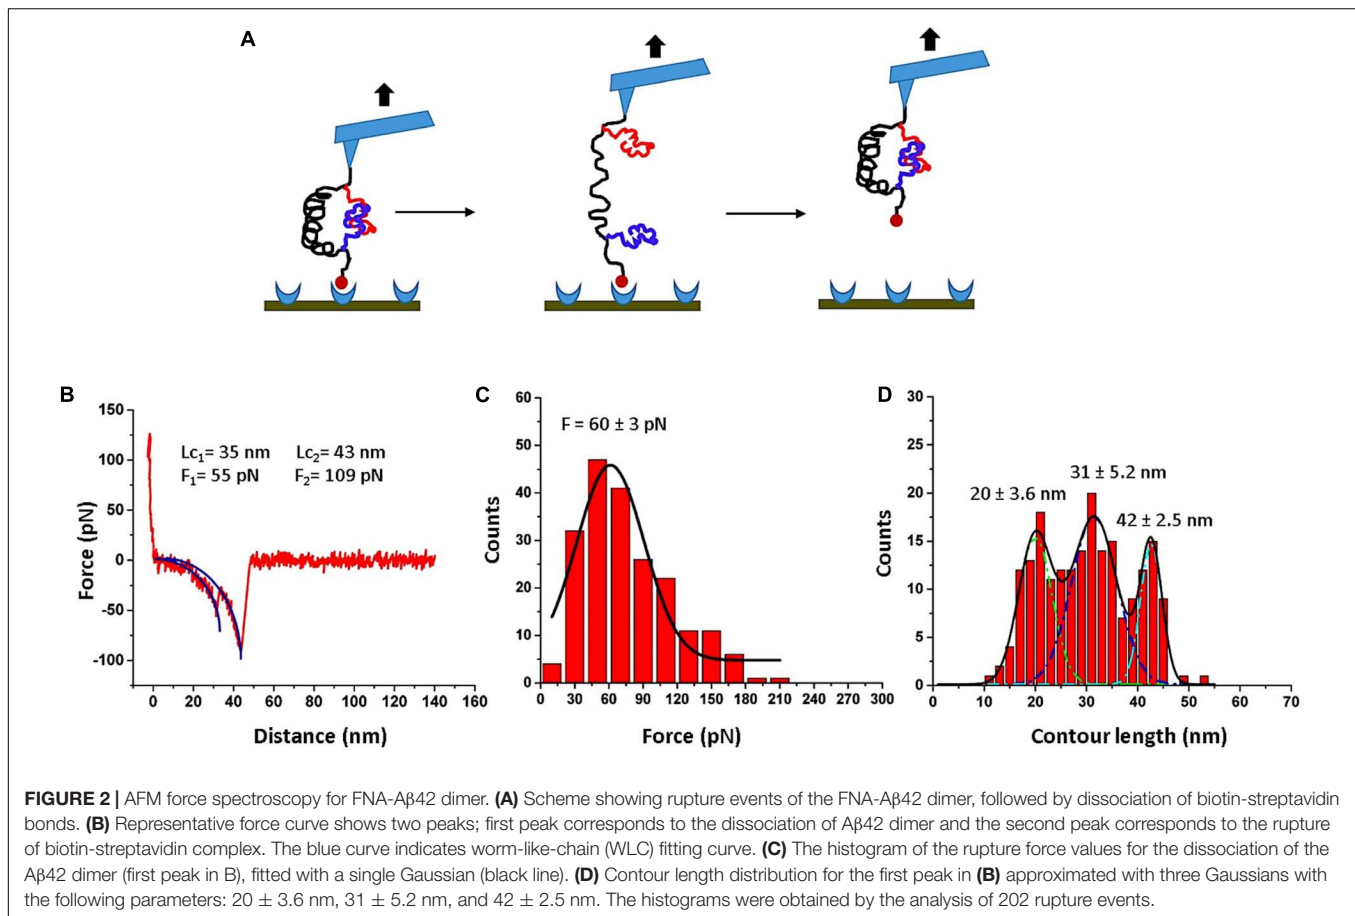 A
B
150
100
50
0
-50
-100
Force (pN)
Lc₁= 35 nm Lc₂= 43 nm
F₁= 55 pN F₂= 109 pN
0 20 40 60 80 100 120 140 160
Distance (nm)
C
60
50
40
30
20
10
0
Counts
F = 60 ± 3 pN
0 30 60 90 120 150 180 210 240 270 300
Force (pN)
D
30
25
20
15
10
5
0
Counts
31 ± 5.2 nm
20 ± 3.6 nm
42 ± 2.5 nm
0 10 20 30 40 50 60 70
Contour length (nm)
FIGURE 2 | AFM force spectroscopy for FNA-Aβ42 dimer. (A) Scheme showing rupture events of the FNA-Aβ42 dimer, followed by dissociation of biotin-streptavidin
bonds. (B) Representative force curve shows two peaks; first peak corresponds to the dissociation of Aβ42 dimer and the second peak corresponds to the rupture
of biotin-streptavidin complex. The blue curve indicates worm-like-chain (WLC) fitting curve. (C) The histogram of the rupture force values for the dissociation of the
Aβ42 dimer (first peak in B), fitted with a single Gaussian (black line). (D) Contour length distribution for the first peak in (B) approximated with three Gaussians with
the following parameters: 20 ± 3.6 nm, 31 ± 5.2 nm, and 42 ± 2.5 nm. The histograms were obtained by the analysis of 202 rupture events.